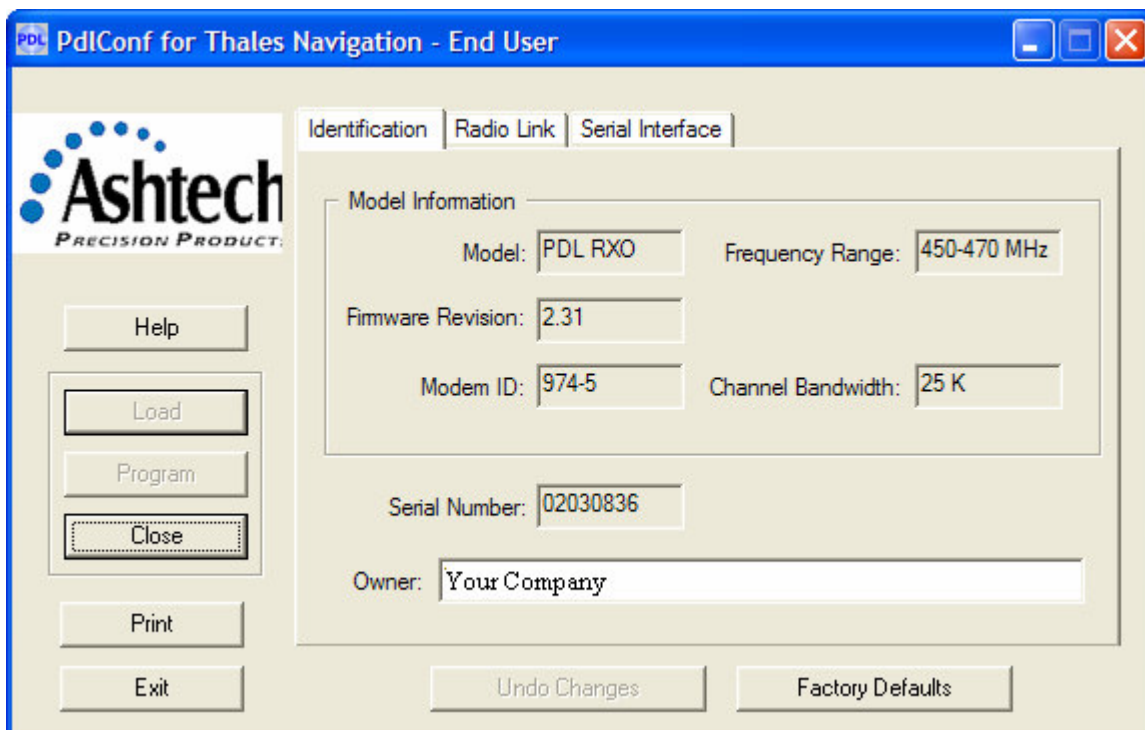 PDL PdlConf for Thales Navigation - End User
Ashtech
PRECISION PRODUCT
Identification Radio Link Serial Interface
Model Information
Model: PDL RXO Frequency Range: 450-470 MHz
Firmware Revision: 2.31
Modem ID: 974-5 Channel Bandwidth: 25 K
Serial Number: 02030836
Owner: Your Company
Help
Load
Program
Close
Print
Exit
Undo Changes Factory Defaults